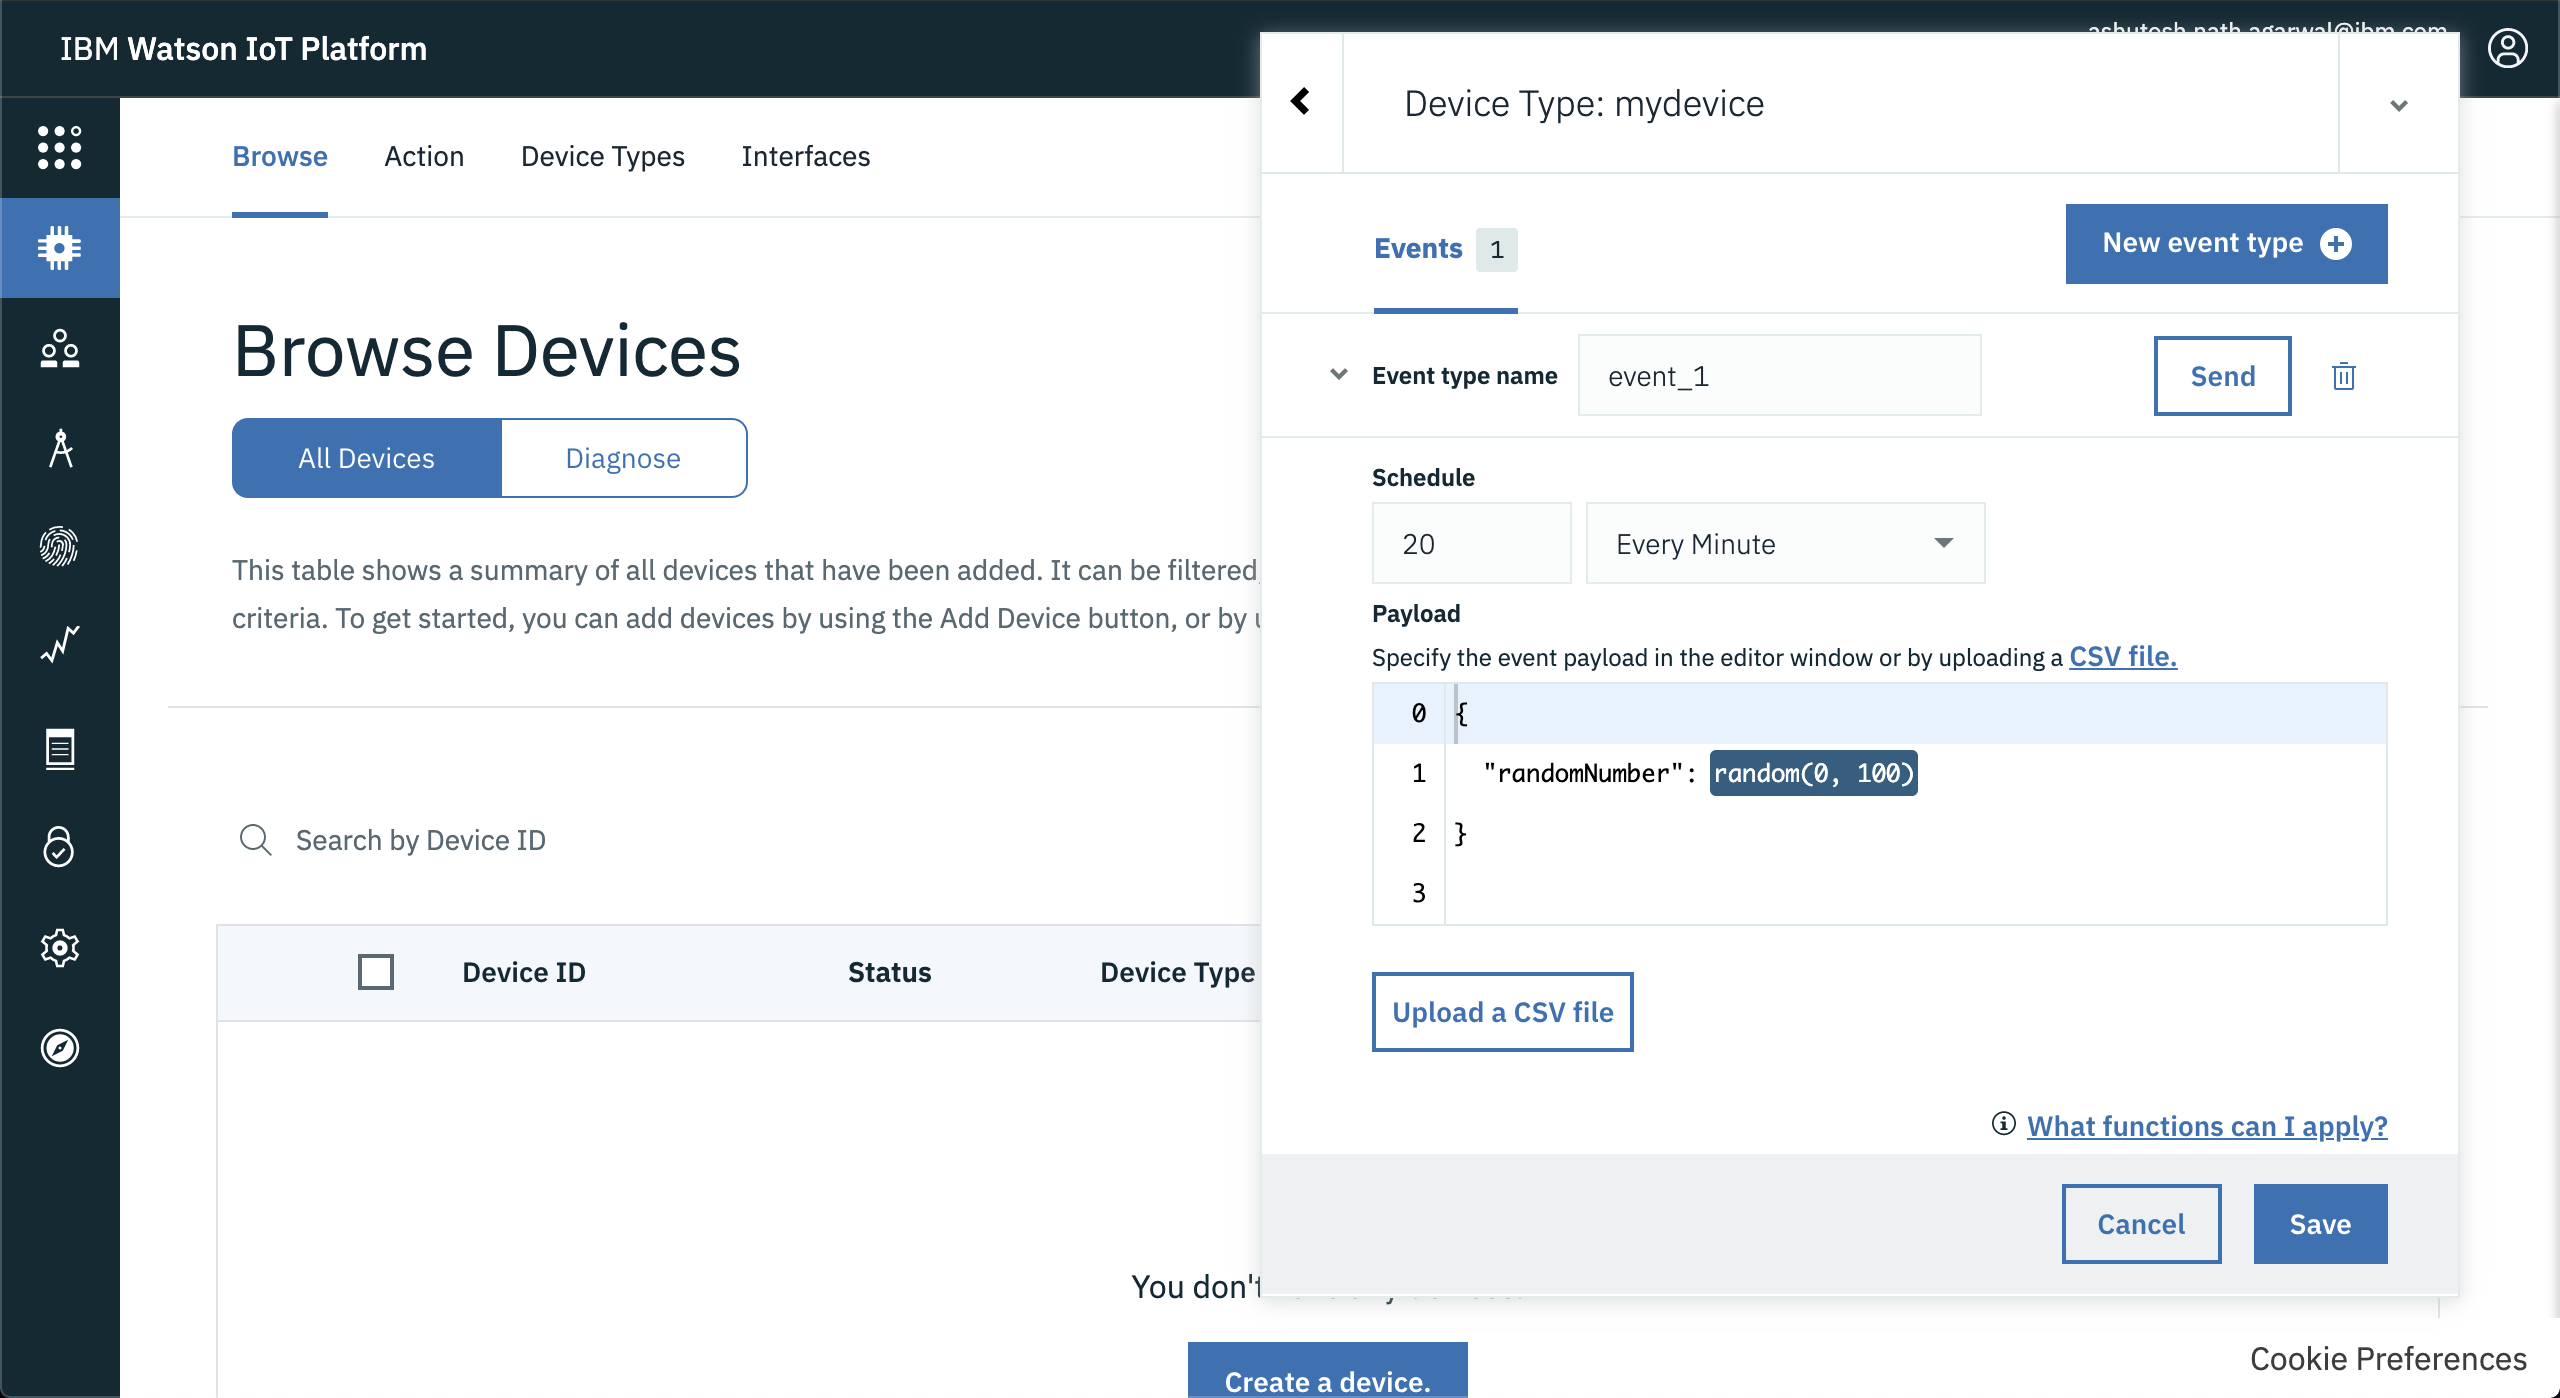 IBM Watson IoT Platform
ashutesh.nath.agarwal@ibm.com
Browse
Action
Device Types
Interfaces
Browse Devices
All Devices
Diagnose
This table shows a summary of all devices that have been added. It can be filtered,
criteria. To get started, you can add devices by using the Add Device button, or by
Search by Device ID
Device ID
Status
Device Type
You don't
Create a device.
Device Type: mydevice
Events 1
New event type
Event type name
event_1
Send
Schedule
20
Every Minute
Payload
Specify the event payload in the editor window or by uploading a CSV file.
0 {
1 "randomNumber": random(0, 100)
2 }
3
Upload a CSV file
What functions can I apply?
Cancel
Save
Cookie Preferences